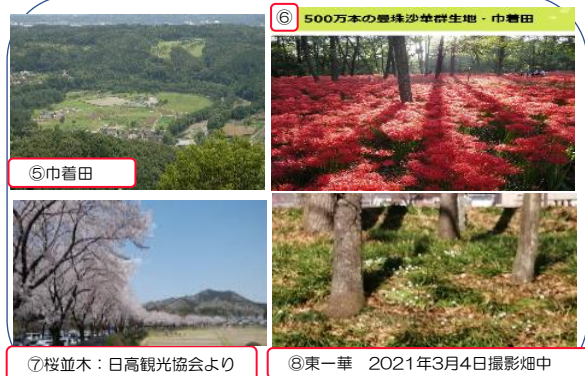 ⑥ 500万本の曼珠沙華群生地・巾着田
⑤巾着田
⑦桜並木：日高観光協会より
⑧東一華 2021年3月4日撮影畑中